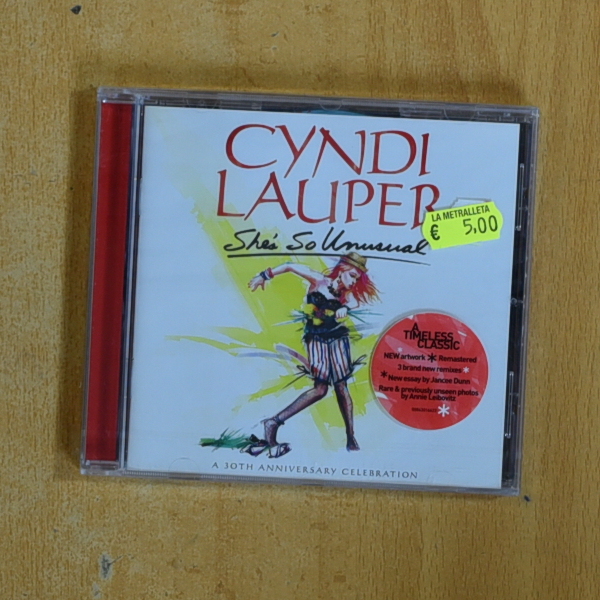 CYNDI
LAUPER
LA METRALLETA
€ 5,00
She's So Unusual
A
TIMELESS
CLASSIC
NEW artwork * Remastered
3 brand new remixes *
* New essay by Jancee Dunn
Rare & previously unseen photos
by Annie Leibovitz
*
A 30TH ANNIVERSARY CELEBRATION